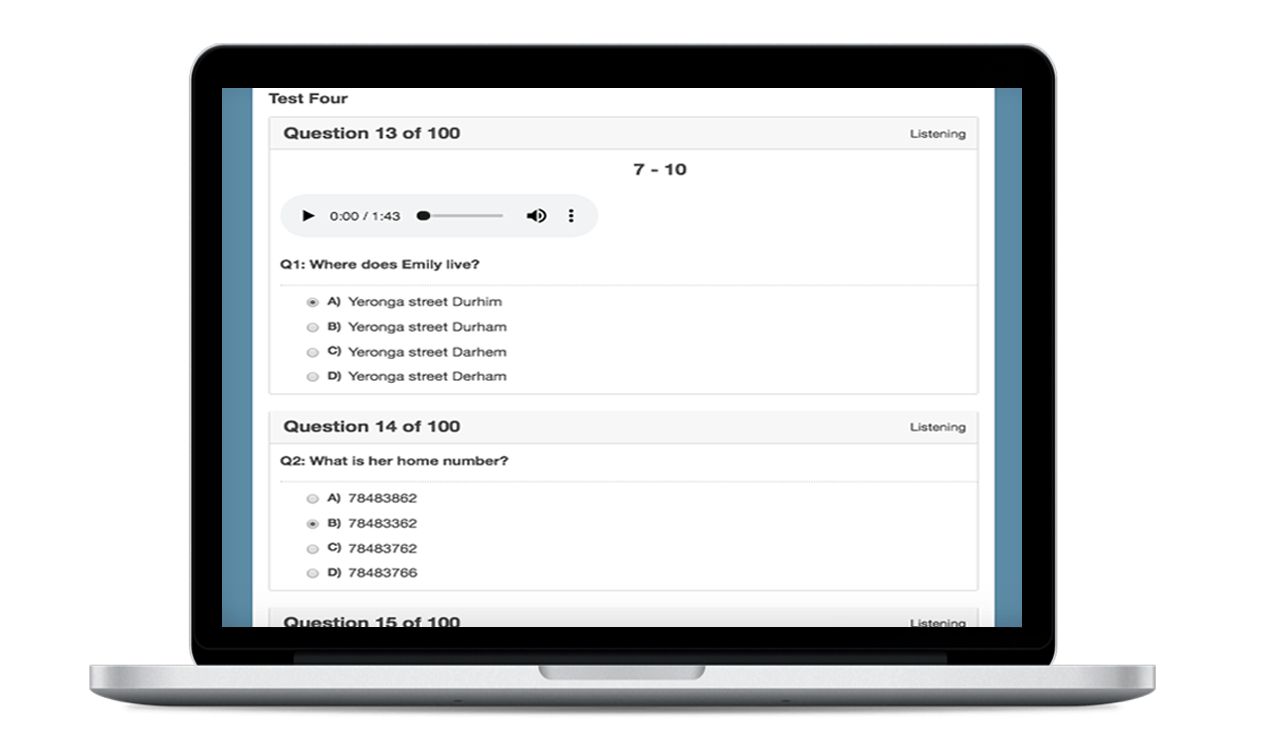 Test Four
Question 13 of 100 Listening
7 - 10
0:00 / 1:43
Q1: Where does Emily live?
A) Yeronga street Durhim
B) Yeronga street Durham
C) Yeronga street Darhem
D) Yeronga street Derham
Question 14 of 100 Listening
Q2: What is her home number?
A) 78483862
B) 78483362
C) 78483762
D) 78483766
Question 15 of 100 Listening